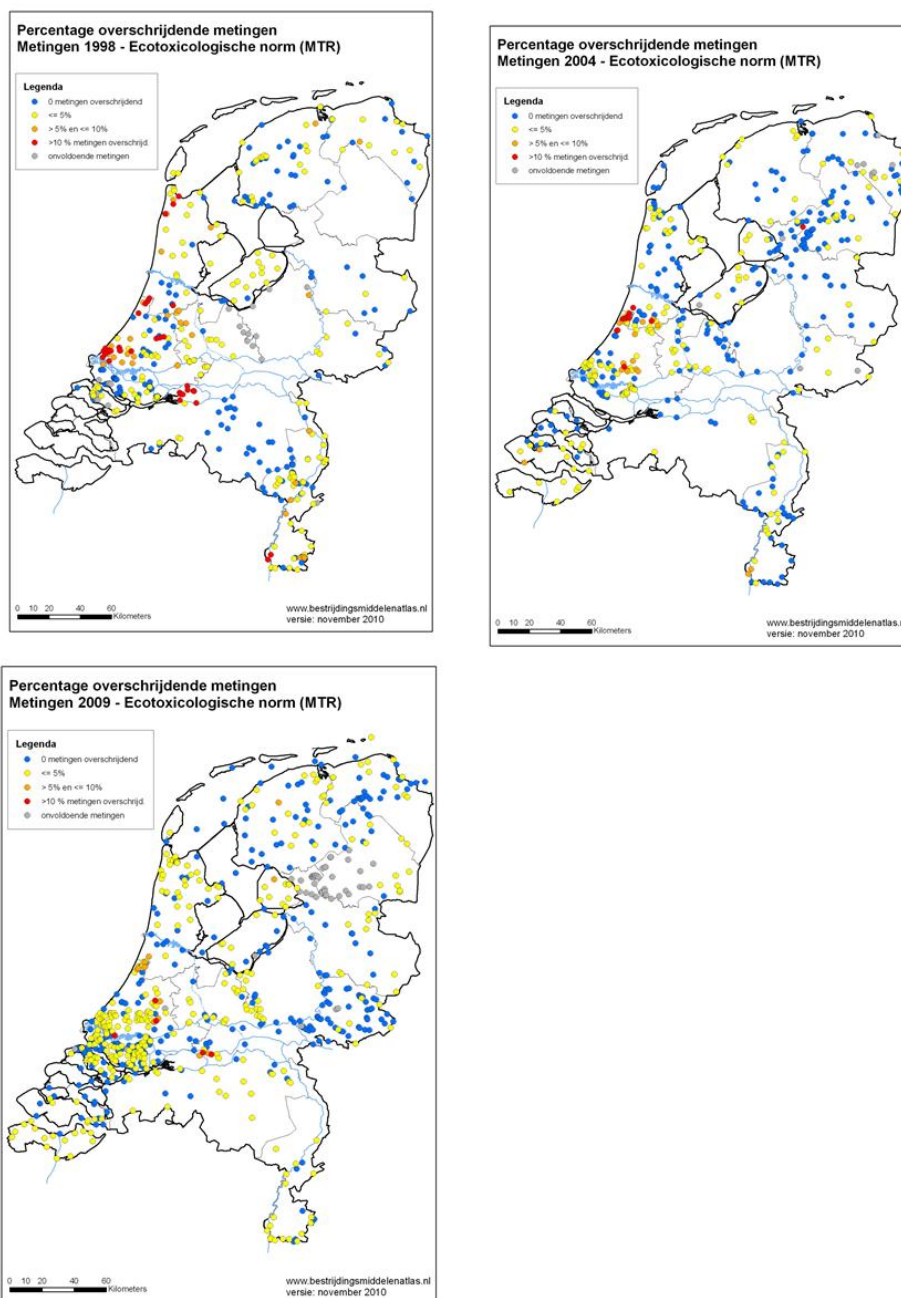 Percentage overschrijdende metingen
Metingen 1998 - Ecotoxicologische norm (MTR)
Legenda
0 metingen overschrijdend
<= 5%
> 5% en <= 10%
>10 % metingen overschrijd.
onvoldoende metingen
0 10 20 40 60
Kilometers
www.bestrijdingsmiddelenatlas.nl
versie: november 2010
Percentage overschrijdende metingen
Metingen 2004 - Ecotoxicologische norm (MTR)
Legenda
0 metingen overschrijdend
<= 5%
> 5% en <= 10%
>10 % metingen overschrijd.
onvoldoende metingen
0 10 20 40 60
Kilometers
www.bestrijdingsmiddelenatlas.n
versie: november 2010
Percentage overschrijdende metingen
Metingen 2009 - Ecotoxicologische norm (MTR)
Legenda
0 metingen overschrijdend
<= 5%
> 5% en <= 10%
>10 % metingen overschrijd.
onvoldoende metingen
0 10 20 40 60
Kilometers
www.bestrijdingsmiddelenatlas.nl
versie: november 2010